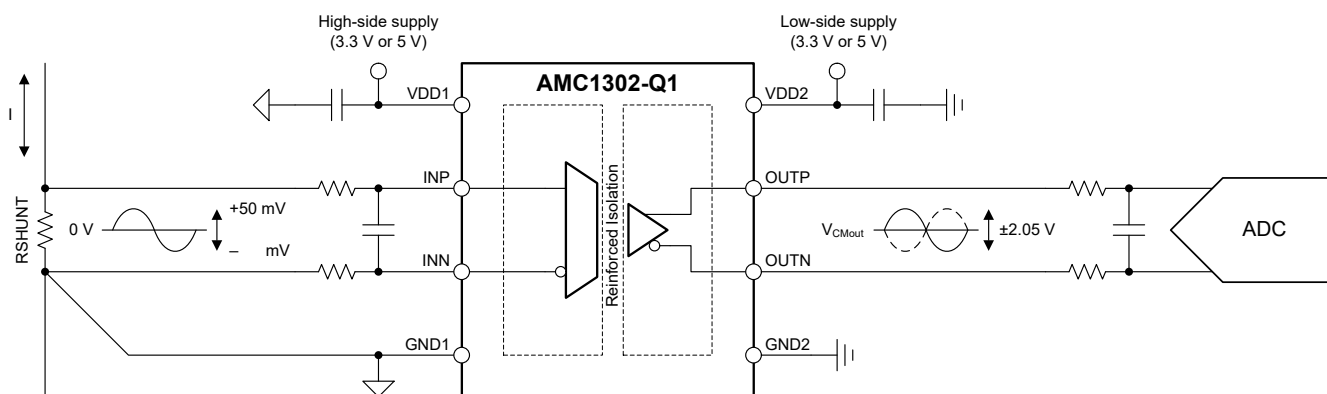 High-side supply
(3.3 V or 5 V)
Low-side supply
(3.3 V or 5 V)
AMC1302-Q1
I
VDD1
VDD2
INP
OUTP
RSHUNT
0 V
+50 mV
– mV
Reinforced Isolation
VCMout
±2.05 V
ADC
INN
OUTN
GND1
GND2